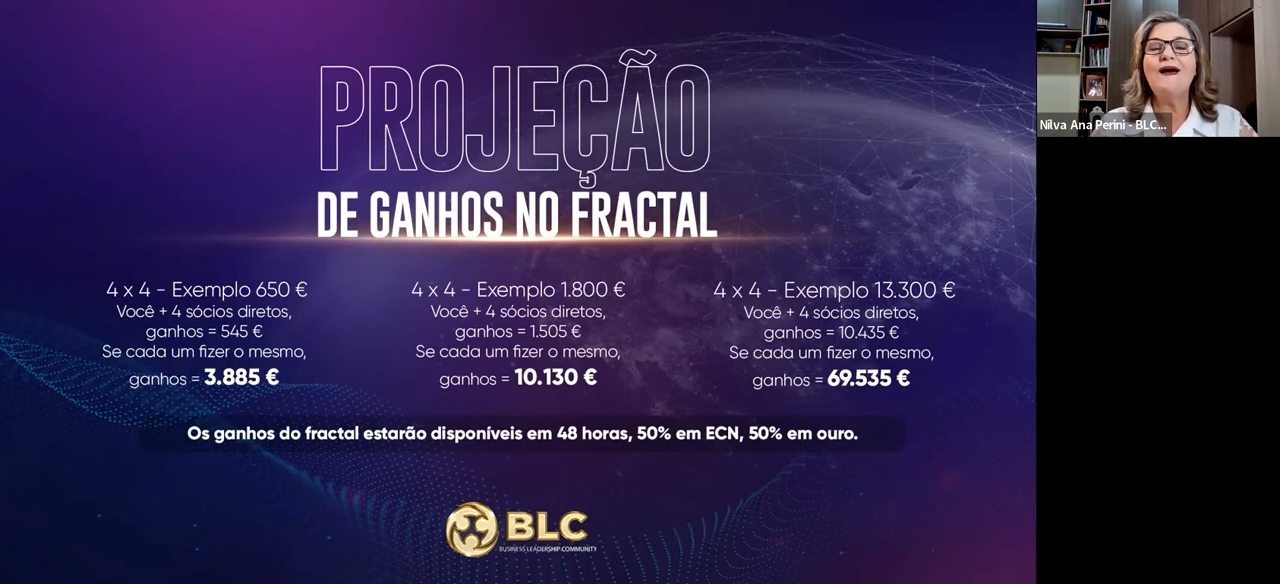 PROJEÇÃO
DE GANHOS NO FRACTAL
4 x 4 - Exemplo 650 €
Você + 4 sócios diretos,
ganhos = 545 €
Se cada um fizer o mesmo,
ganhos = 3.885 €
4 x 4 - Exemplo 1.800 €
Você + 4 sócios diretos,
ganhos = 1.505 €
Se cada um fizer o mesmo,
ganhos = 10.130 €
4 x 4 - Exemplo 13.300 €
Você + 4 sócios diretos,
ganhos = 10.435 €
Se cada um fizer o mesmo,
ganhos = 69.535 €
Os ganhos do fractal estarão disponíveis em 48 horas, 50% em ECN, 50% em ouro.
BLC
BUSINESS LEADERSHIP COMMUNITY
Nilva Ana Perini - BLC...